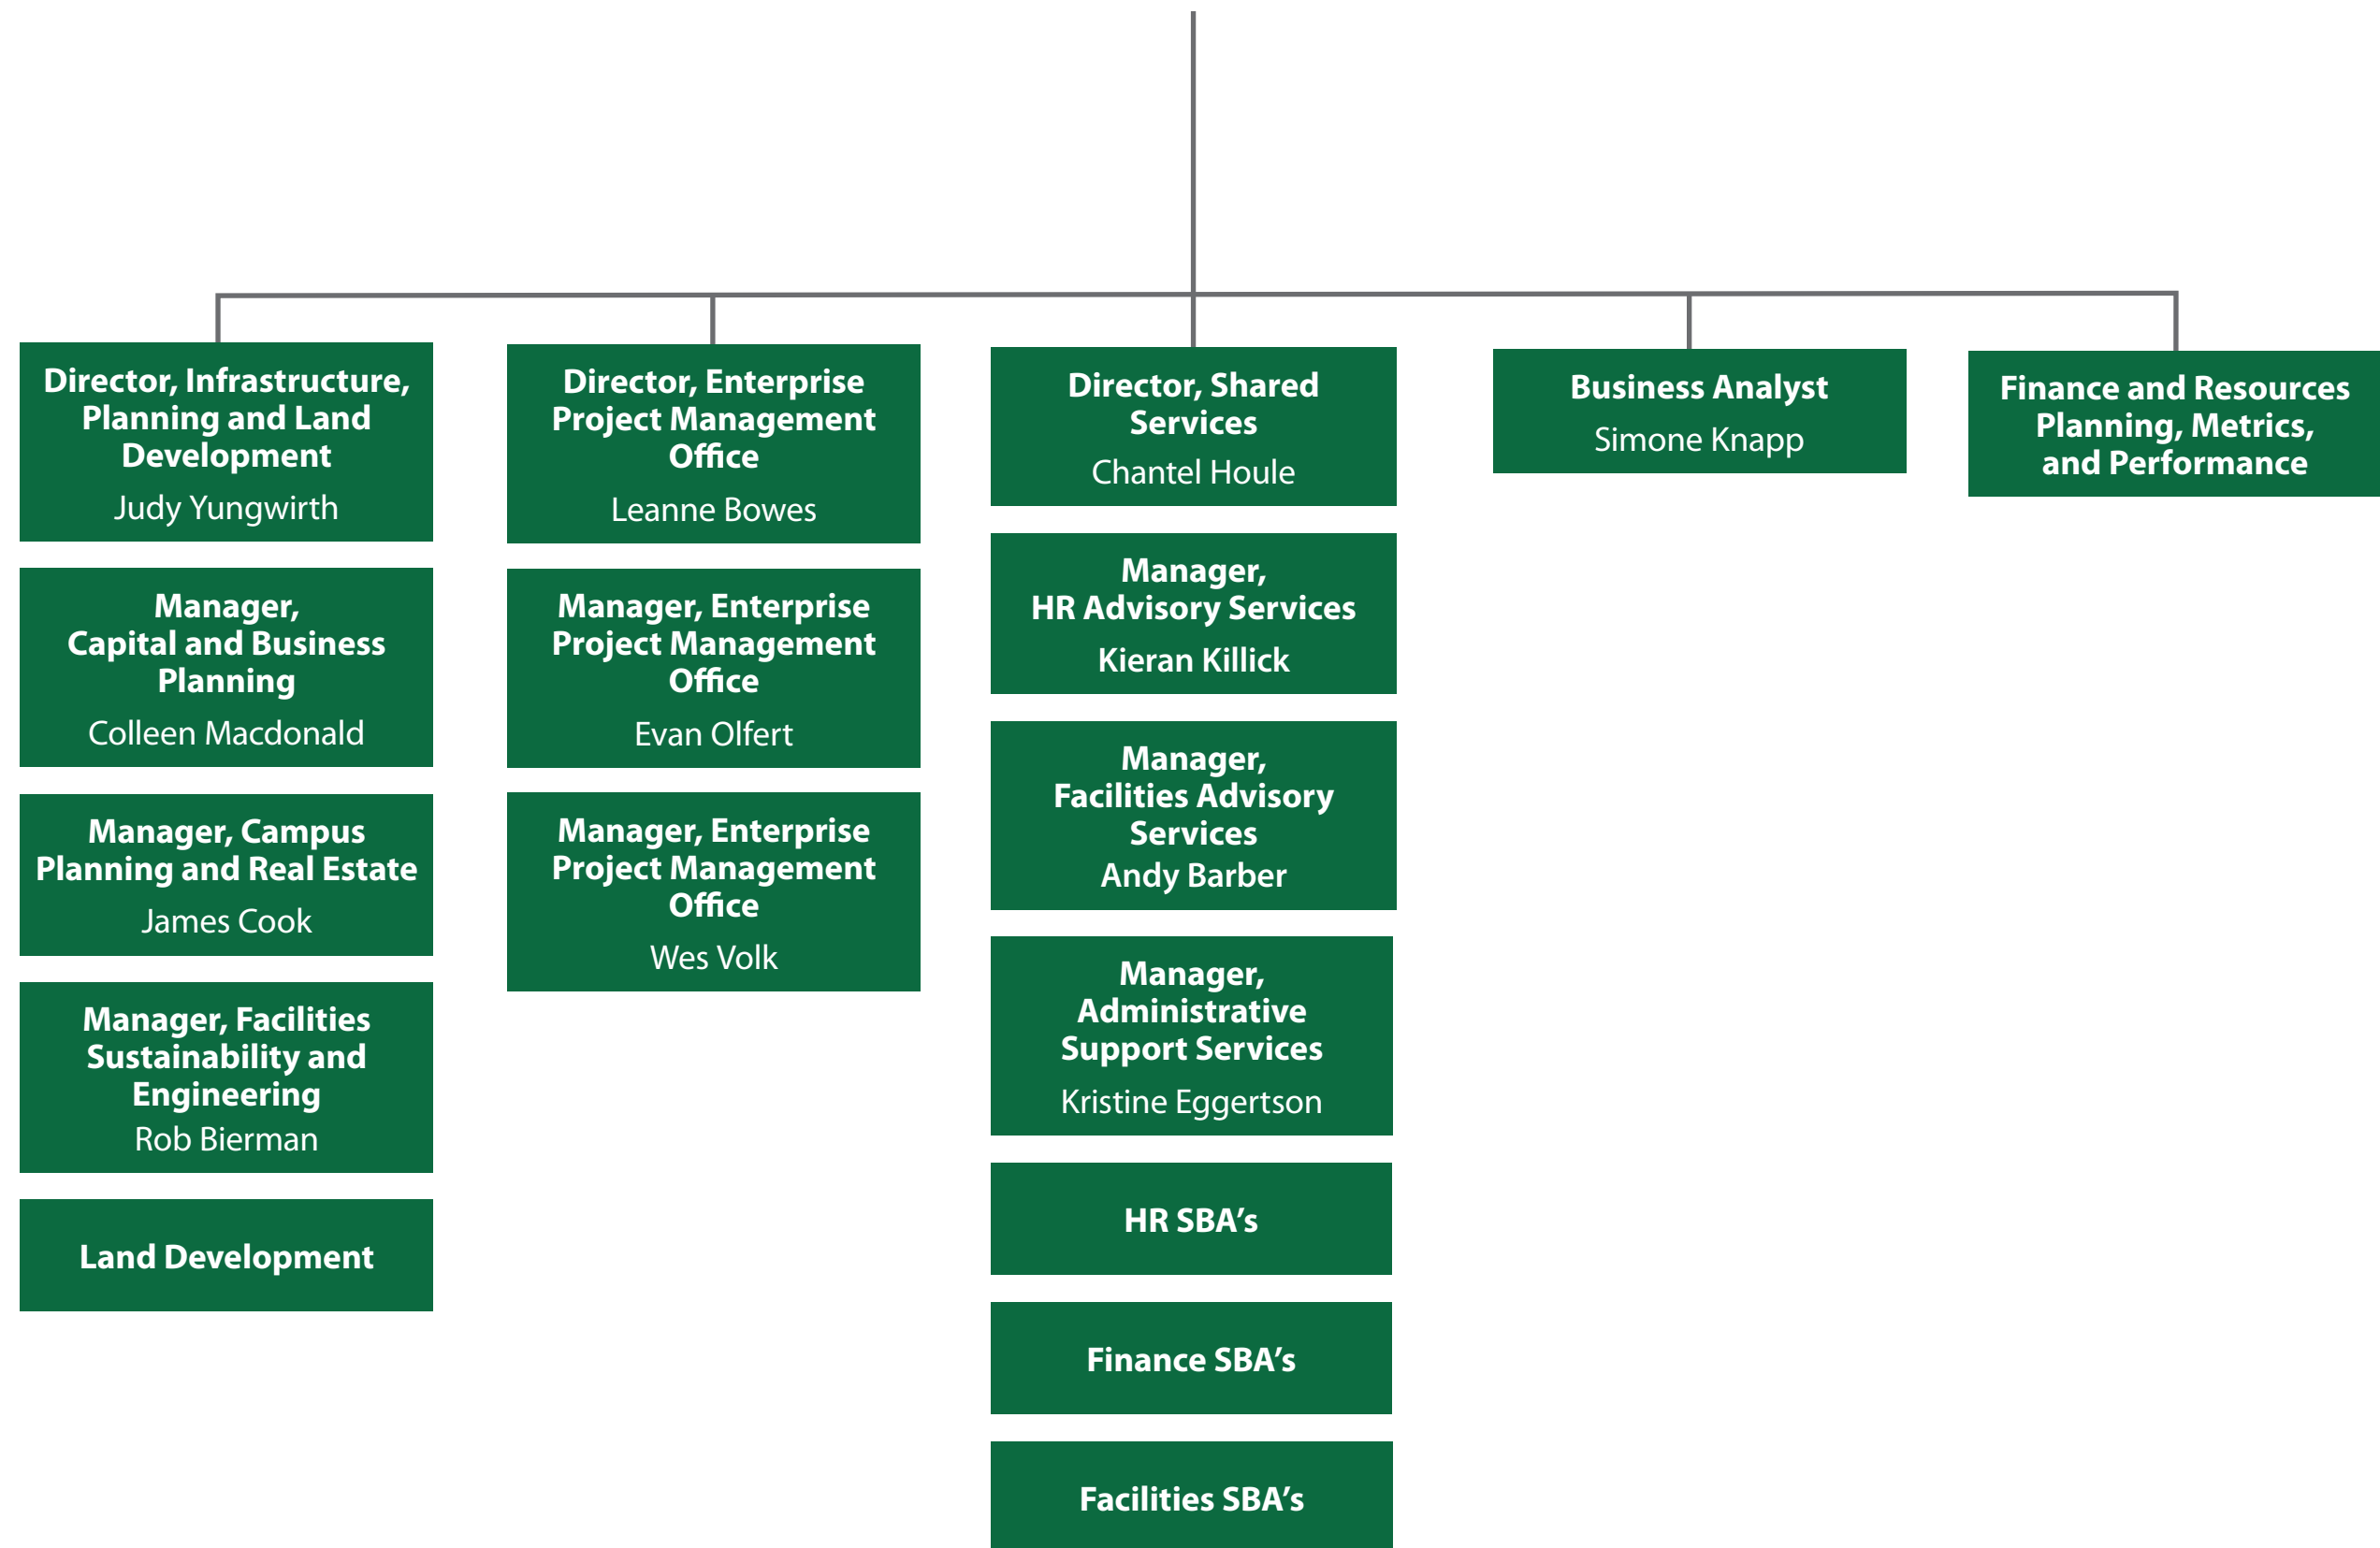 Director, Infrastructure,
Planning and Land
Development
Judy Yungwirth
Manager,
Capital and Business
Planning
Colleen Macdonald
Manager, Campus
Planning and Real Estate
James Cook
Manager, Facilities
Sustainability and
Engineering
Rob Bierman
Land Development
Director, Enterprise
Project Management
Office
Leanne Bowes
Manager, Enterprise
Project Management
Office
Evan Olfert
Manager, Enterprise
Project Management
Office
Wes Volk
Director, Shared
Services
Chantel Houle
Manager,
HR Advisory Services
Kieran Killick
Manager,
Facilities Advisory
Services
Andy Barber
Manager,
Administrative
Support Services
Kristine Eggertson
HR SBA’s
Finance SBA’s
Facilities SBA’s
Business Analyst
Simone Knapp
Finance and Resources
Planning, Metrics,
and Performance